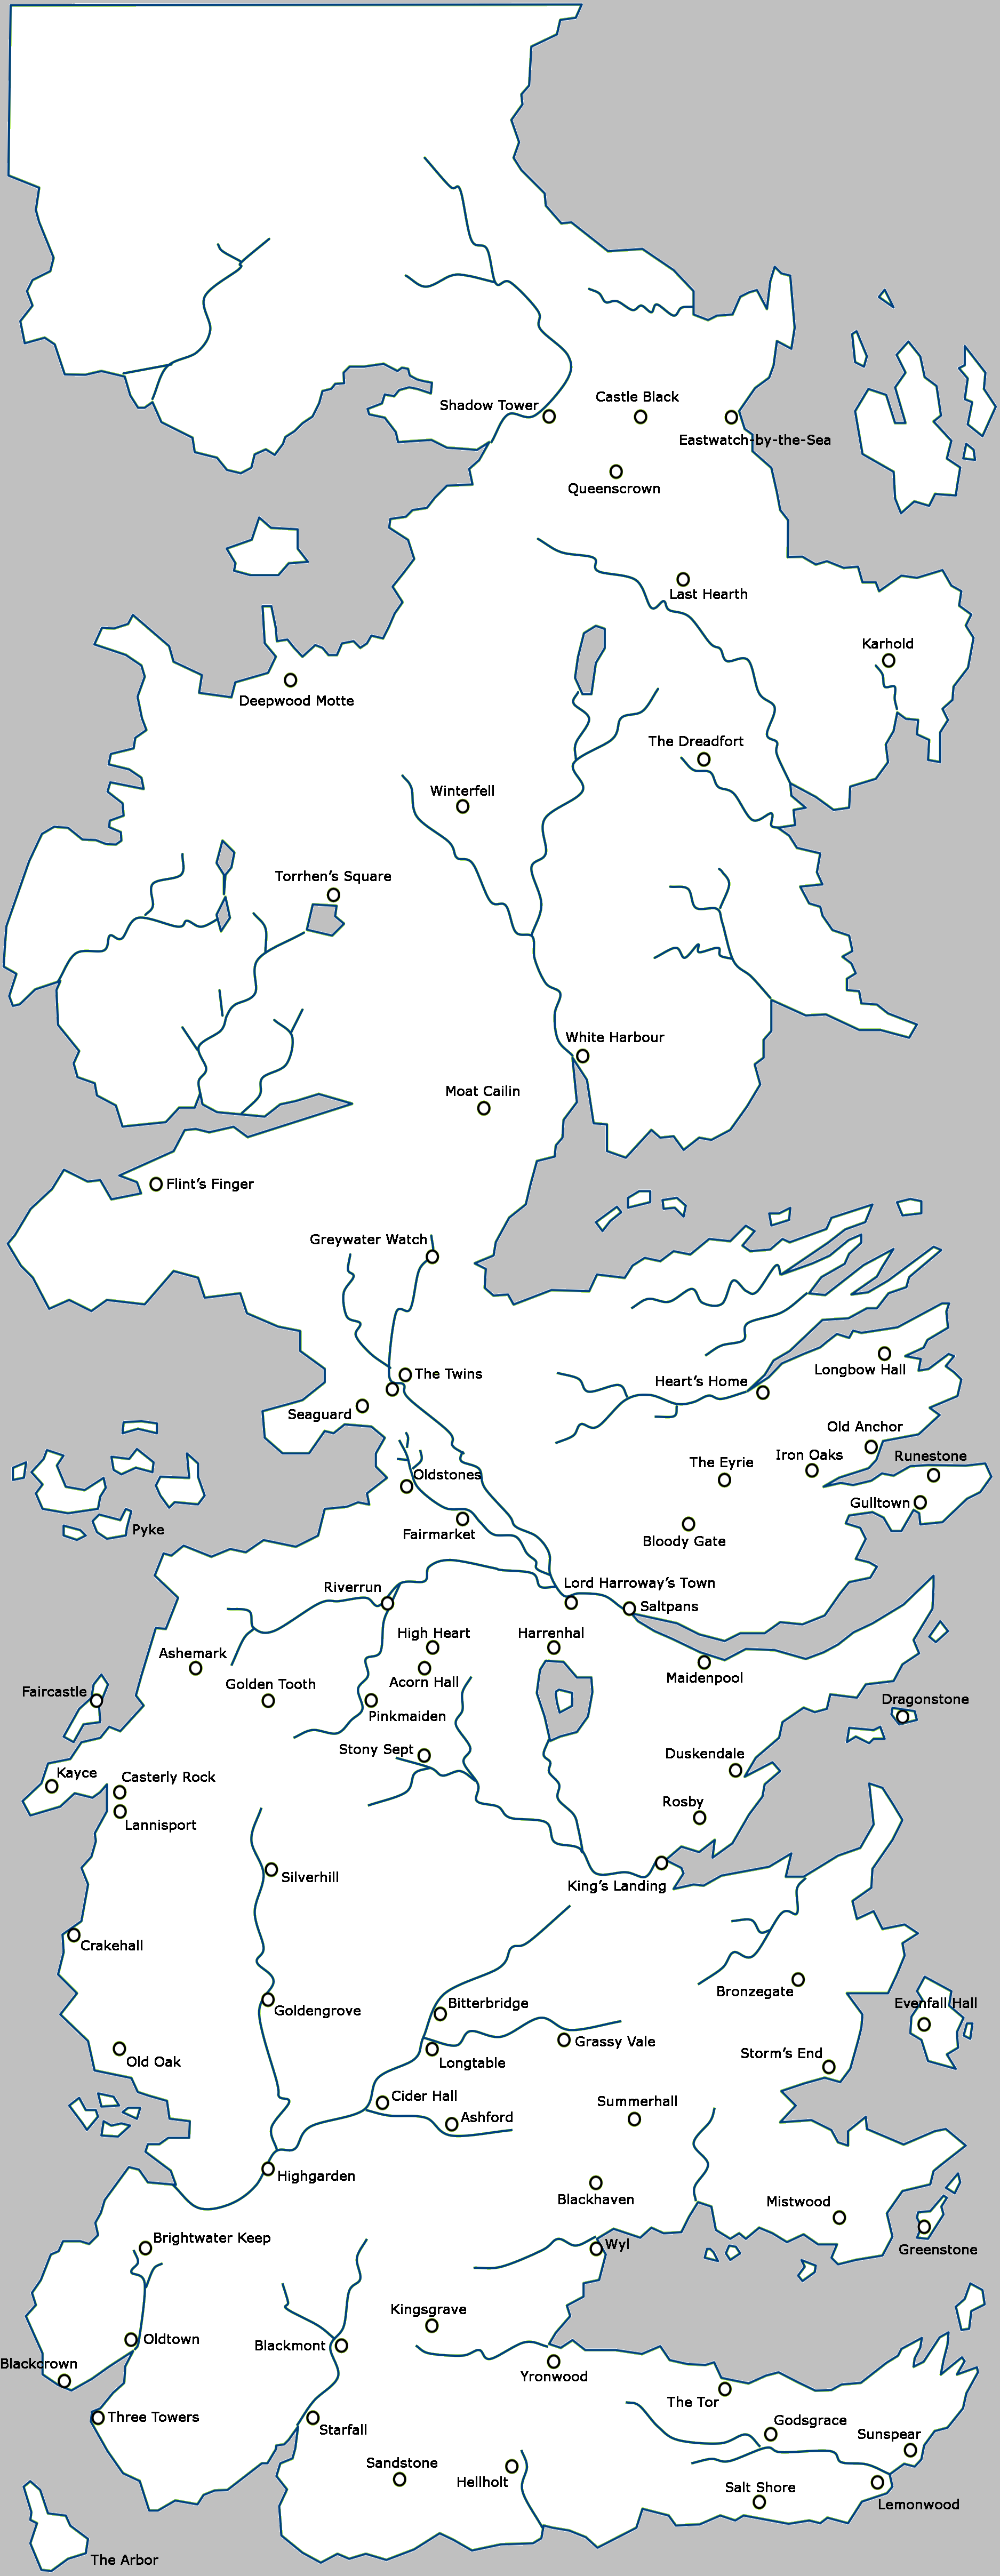 Castle Black
Shadow Tower
Eastwatch-by-the-Sea
Queenscrown
Last Hearth
Karhold
Deepwood Motte
The Dreadfort
Winterfell
Torrhen's Square
White Harbour
Moat Cailin
Flint's Finger
Greywater Watch
Longbow Hall
The Twins
Heart's Home
Seaguard
Old Anchor
Iron Oaks
Runestone
The Eyrie
Oldstones
Gulltown
Pyke
Fairmarket
Bloody Gate
Lord Harroway's Town
Riverrun
Saltpans
High Heart
Harrenhal
Ashemark
Maidenpool
Acorn Hall
Golden Tooth
Faircastle
Dragonstone
Pinkmaiden
Stony Sept
Duskendale
Kayce
Casterly Rock
Rosby
Lannisport
Silverhill
King's Landing
Crakehall
Bronzegate
Bitterbridge
Evenfall Hall
Goldengrove
Grassy Vale
Storm's End
Old Oak
Longtable
Cider Hall
Summerhall
Ashford
Highgarden
Blackhaven
Mistwood
Brightwater Keep
Wyl
Greenstone
Kingsgrave
Oldtown
Blackmont
Blackcrown
Yronwood
The Tor
Three Towers
Godsgrace
Starfall
Sunspear
Sandstone
Hellholt
Salt Shore
Lemonwood
The Arbor